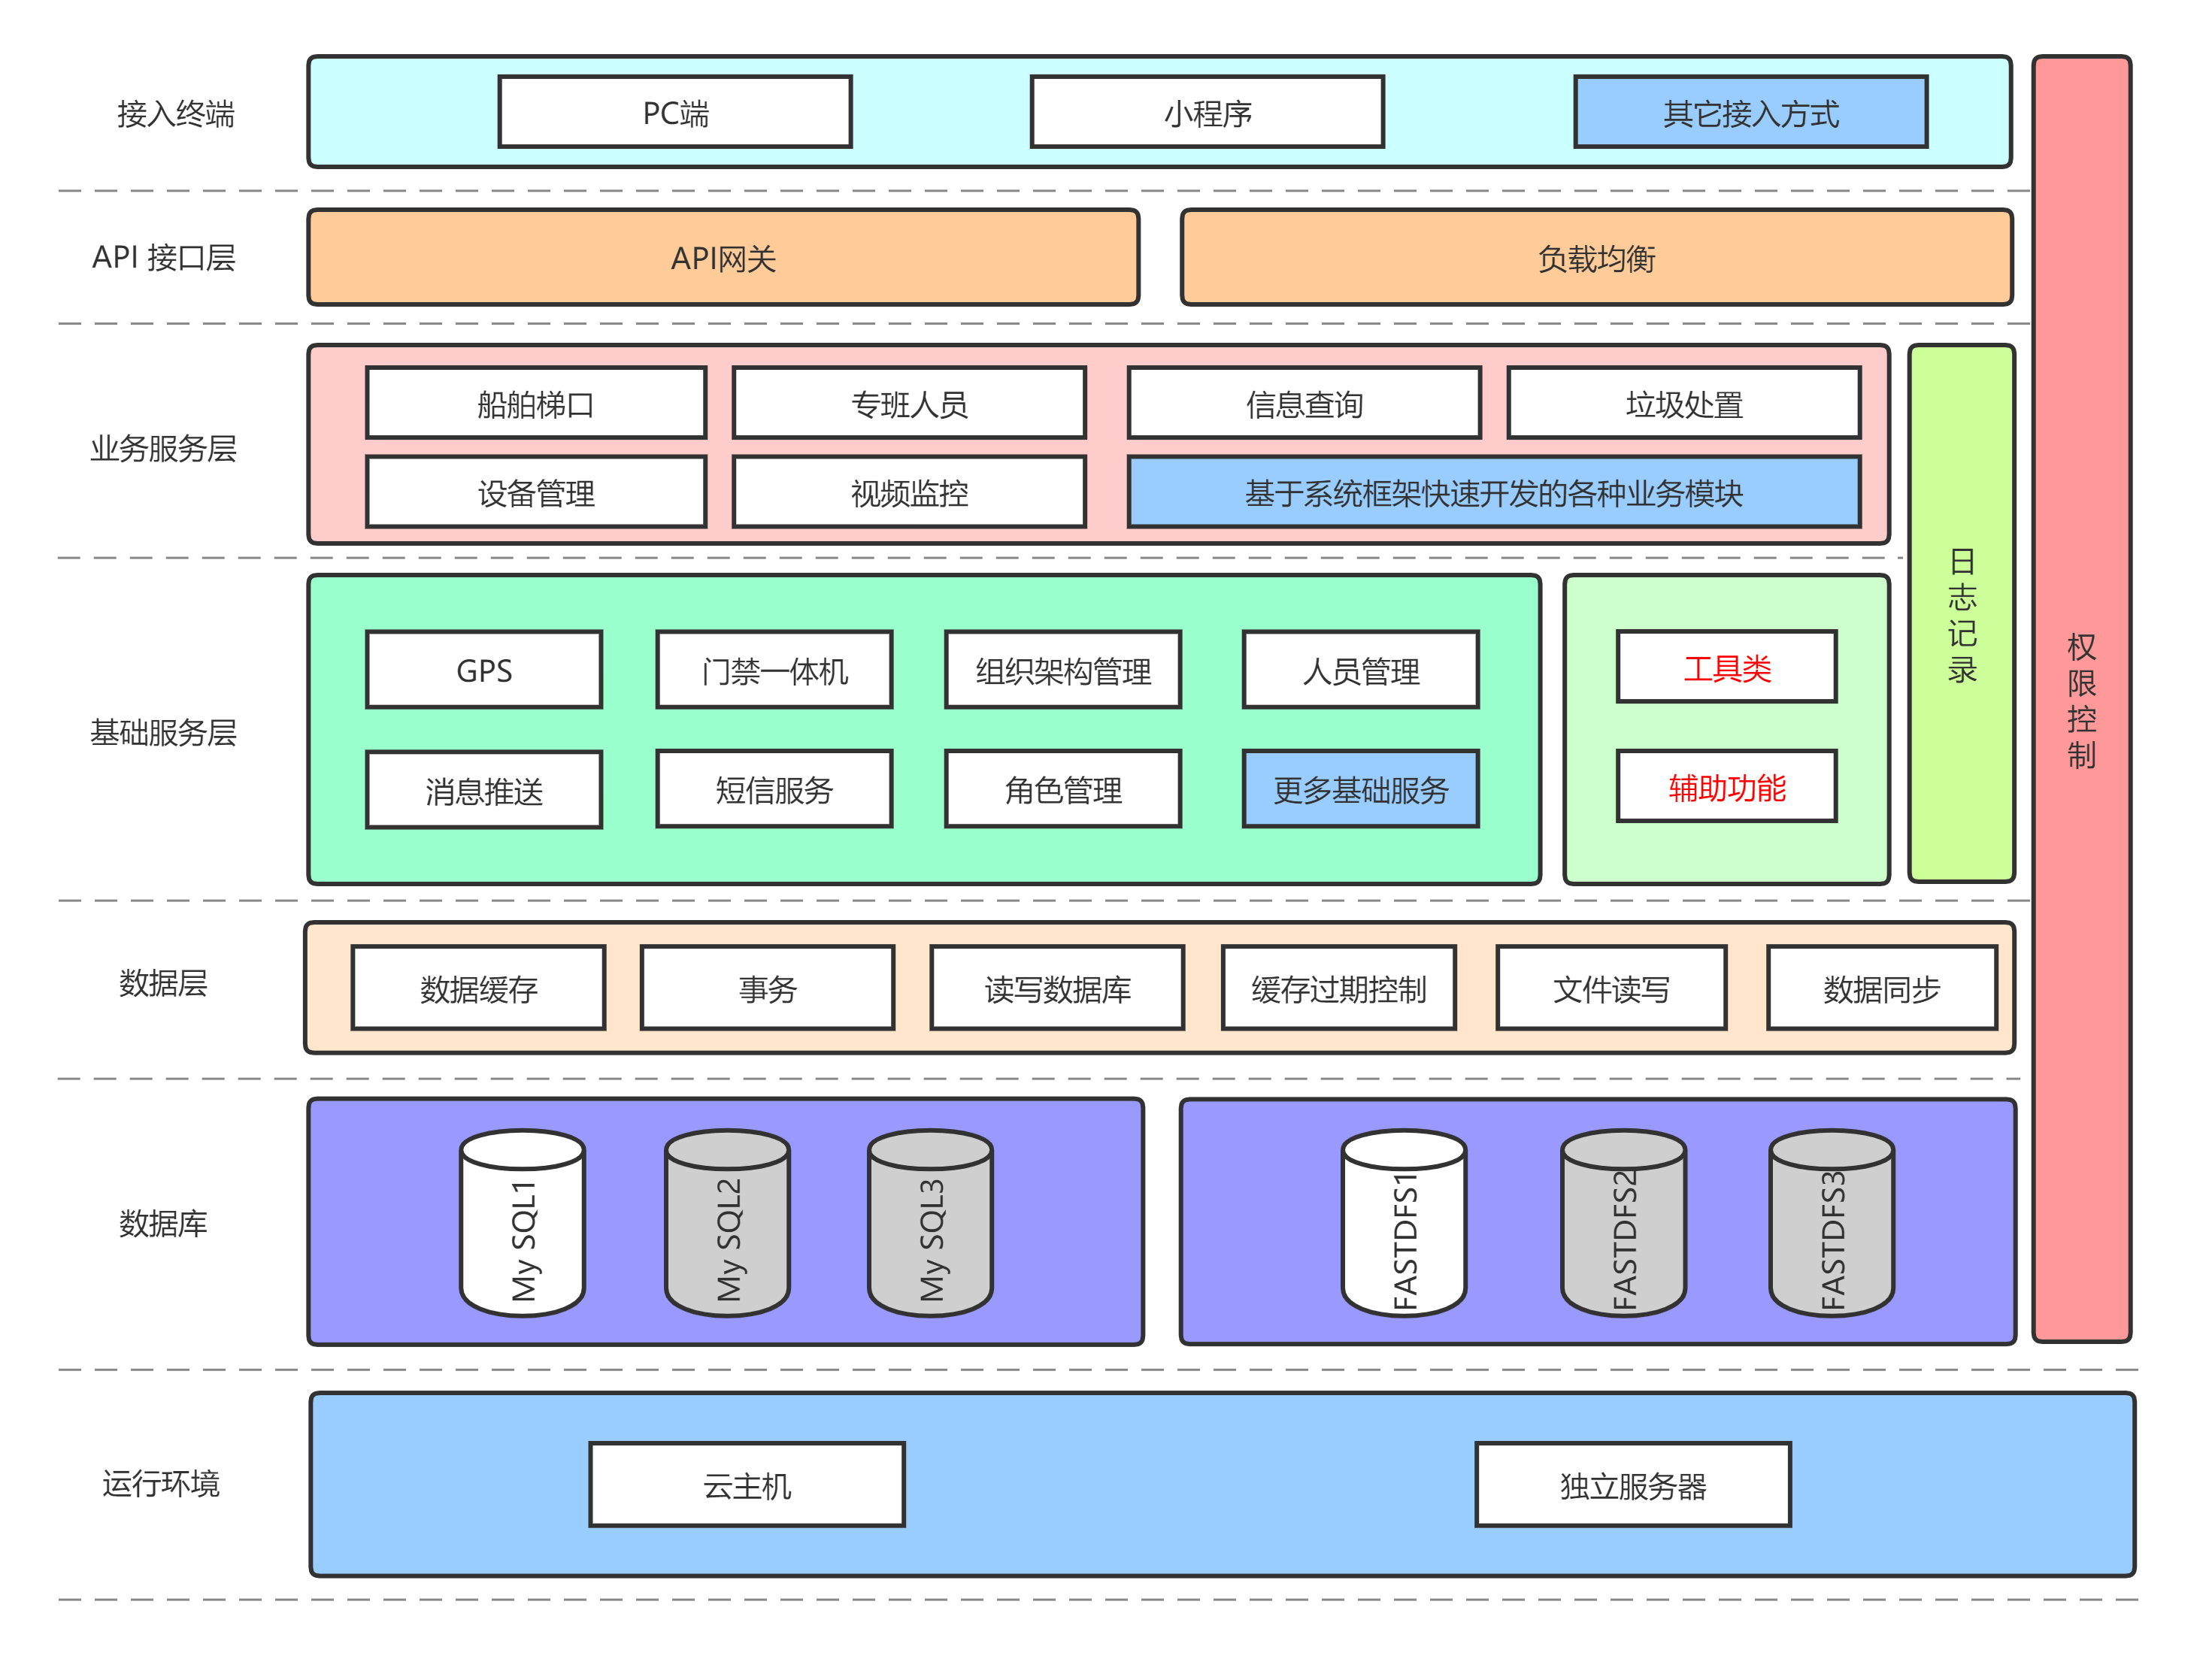 接入终端
PC端
小程序
其它接入方式
API 接口层
API网关
负载均衡
业务服务层
船舶梯口
专班人员
信息查询
垃圾处置
设备管理
视频监控
基于系统框架快速开发的各种业务模块
日志记录
权限控制
基础服务层
GPS
门禁一体机
组织架构管理
人员管理
工具类
消息推送
短信服务
角色管理
更多基础服务
辅助功能
数据层
数据缓存
事务
读写数据库
缓存过期控制
文件读写
数据同步
数据库
My SQL1
My SQL2
My SQL3
FASTDFS1
FASTDFS2
FASTDFS3
运行环境
云主机
独立服务器